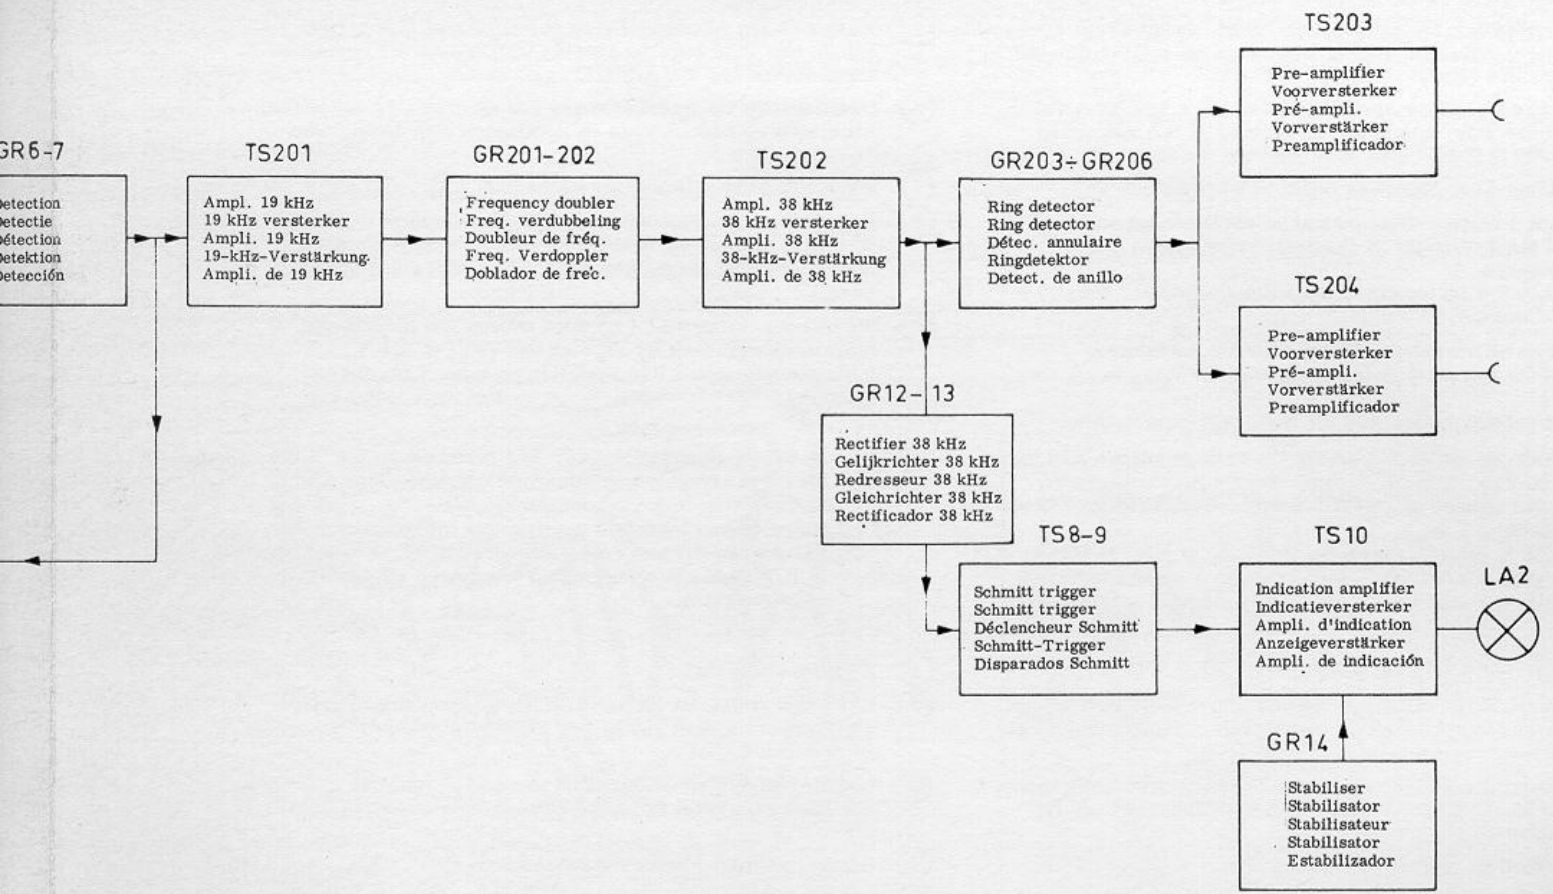 TS203
Pre-amplifier
Voorversterker
Pré-ampli.
Vorverstärker
Preamplificador
GR6-7
etection
etectie
étection
etektion
etección
TS201
Ampl. 19 kHz
19 kHz versterker
Ampli. 19 kHz
19-kHz-Verstärkung.
Ampli. de 19 kHz
GR201-202
Frequency doubler
Freq. verdubbeling
Doubleur de fréq.
Freq. Verdoppler
Doblador de frec.
TS202
Ampl. 38 kHz
38 kHz versterker
Ampli. 38 kHz
38-kHz-Verstärkung
Ampli. de 38 kHz
GR203÷GR206
Ring detector
Ring detector
Détec. annulaire
Ringdetektor
Detect. de anillo
TS204
Pre-amplifier
Voorversterker
Pré-ampli.
Vorverstärker
Preamplificador
GR12-13
Rectifier 38 kHz
Gelijkrichter 38 kHz
Redresseur 38 kHz
Gleichrichter 38 kHz
Rectificador 38 kHz
TS8-9
Schmitt trigger
Schmitt trigger
Déclencheur Schmitt
Schmitt-Trigger
Disparados Schmitt
TS10
Indication amplifier
Indicatieversterker
Ampli. d'indication
Anzeigeverstärker
Ampli. de indicación
LA2
GR14
Stabiliser
Stabilisator
Stabilisateur
Stabilisator
Estabilizador